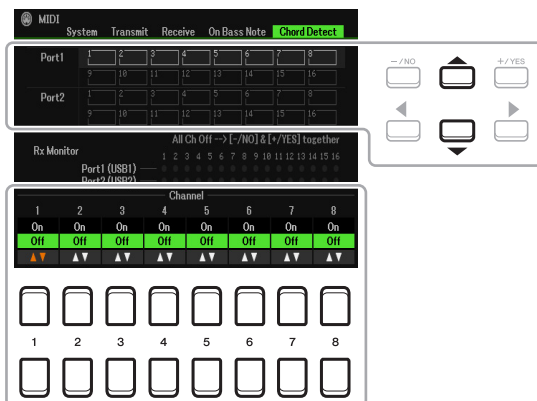 MIDI
System Transmit Receive On Bass Note Chord Detect
Port1 1 2 3 4 5 6 7 8
9 10 11 12 13 14 15 16
Port2 1 2 3 4 5 6 7 8
9 10 11 12 13 14 15 16
-/NO +/YES
All Ch Off --> [-/NO] & [+/YES] together
Rx Monitor 1 2 3 4 5 6 7 8 9 10 11 12 13 14 15 16
Port1 (USB1)
Port2 (USB2)
Channel
1 2 3 4 5 6 7 8
On On On On On On On On
Off Off Off Off Off Off Off Off
1 2 3 4 5 6 7 8